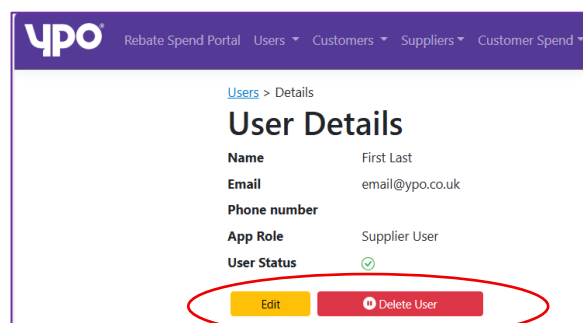 ypo
Rebate Spend Portal Users Customers Suppliers Customer Spend
Users > Details
User Details
Name First Last
Email email@ypo.co.uk
Phone number
App Role Supplier User
User Status
Edit Delete User